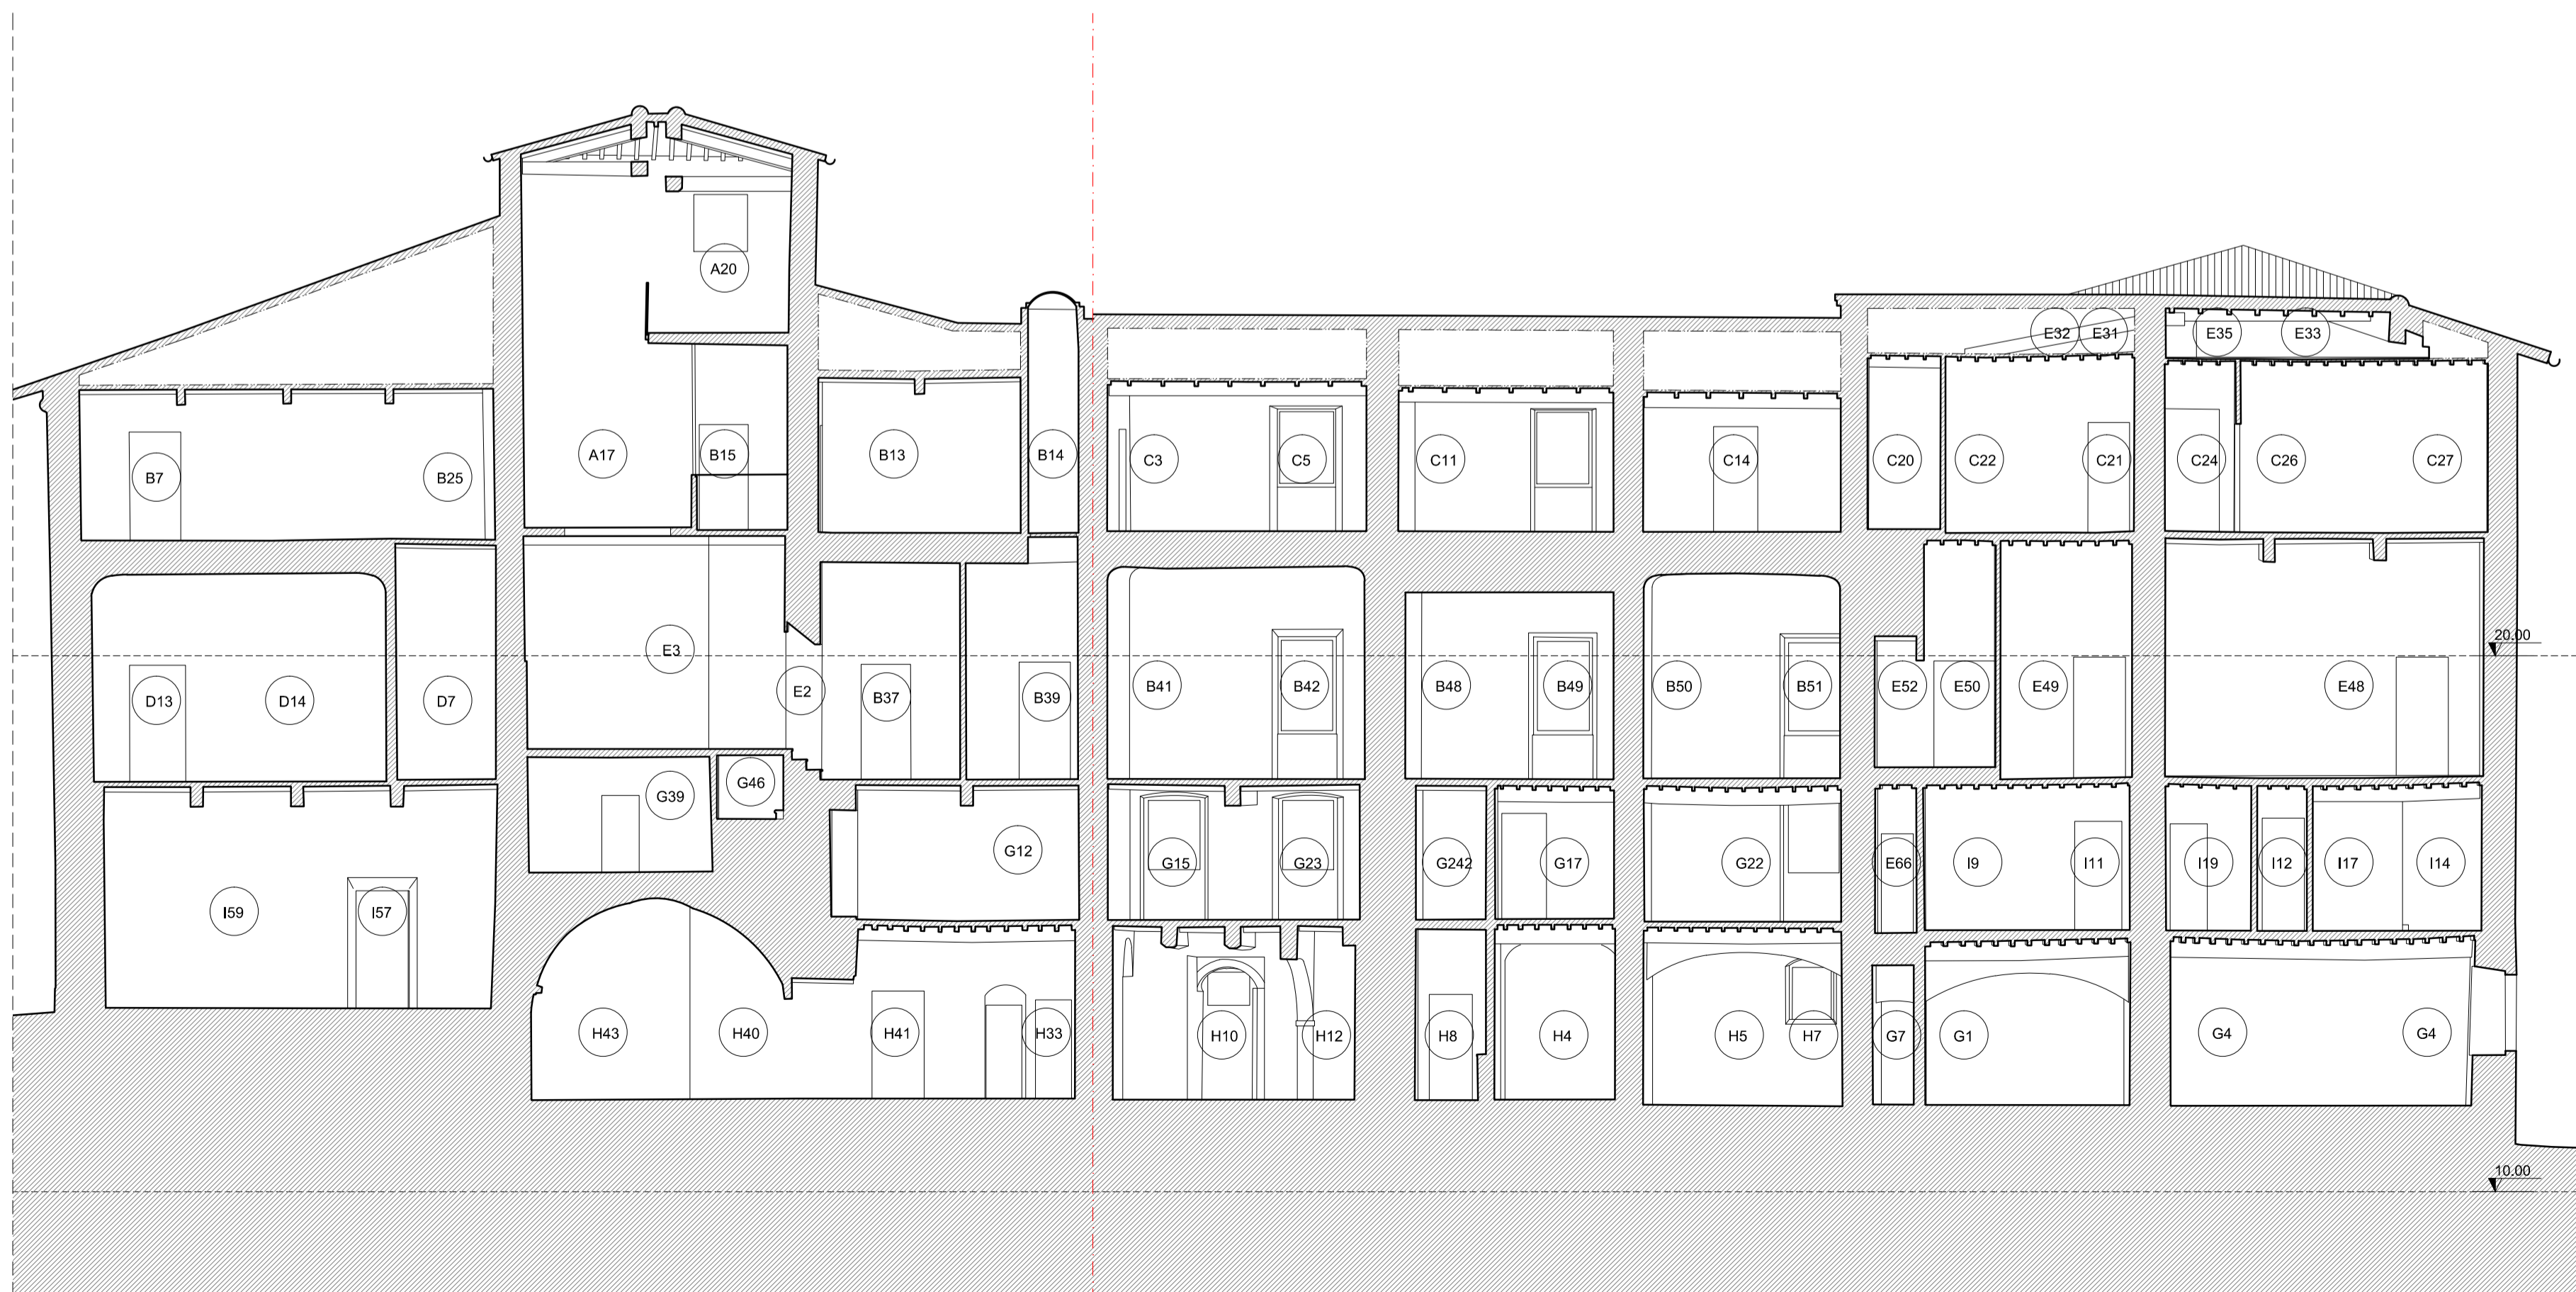 A20
E32
E31
E35
E33
B7
B25
A17
B15
B13
B14
C3
C5
C11
C14
C20
C22
C21
C24
C26
C27
20.00
D13
D14
D7
E3
E2
B37
B39
B41
B42
B48
B49
B50
B51
E52
E50
E49
E48
G39
G46
G12
G15
G23
G242
G17
G22
E66
I9
I11
I19
I12
I17
I14
I59
I57
H43
H40
H41
H33
H10
H12
H8
H4
H5
H7
G7
G1
G4
G4
10.00